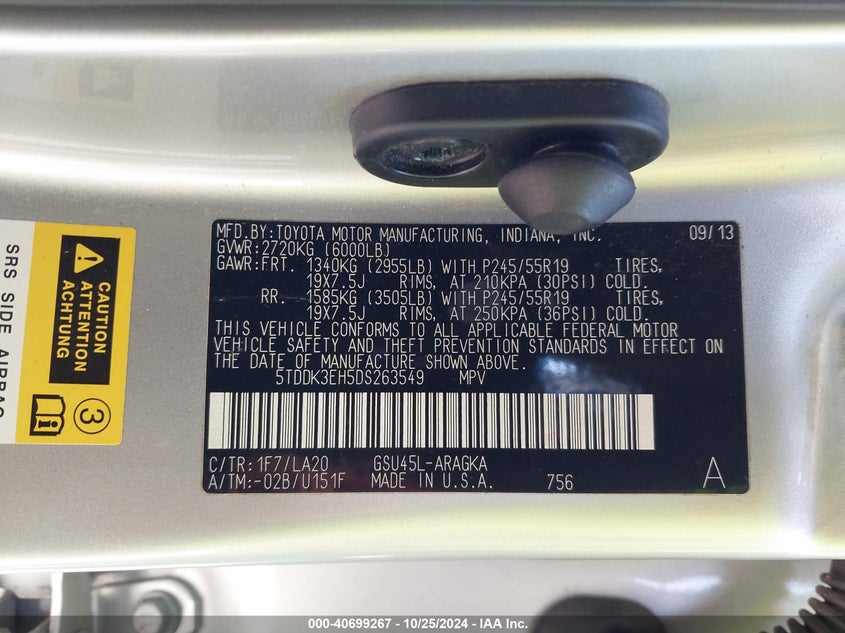 MFD.BY:TOYOTA MOTOR MANUFACTURING, INDIANA, INC. 09/13
GVWR:2720KG (6000LB)
GAWR:FRT. 1340KG (2955LB) WITH P245/55R19 TIRES,
19X7.5J RIMS, AT 210KPA (30PSI) COLD.
RR. 1585KG (3505LB) WITH P245/55R19 TIRES,
19X7.5J RIMS, AT 250KPA (36PSI) COLD.
THIS VEHICLE CONFORMS TO ALL APPLICABLE FEDERAL MOTOR
VEHICLE SAFETY AND THEFT PREVENTION STANDARDS IN EFFECT ON
THE DATE OF MANUFACTURE SHOWN ABOVE.
5TDDK3EH5DS263549 MPV
C/TR:1F7/LA20 GSU45L-ARAGKA
A/TM:-02B/U151F MADE IN U.S.A. 756 A
CAUTION
ATTENTION
ACHTUNG
SRS SIDE AIRBAG
3
000-40699267 - 10/25/2024 - IAA Inc.